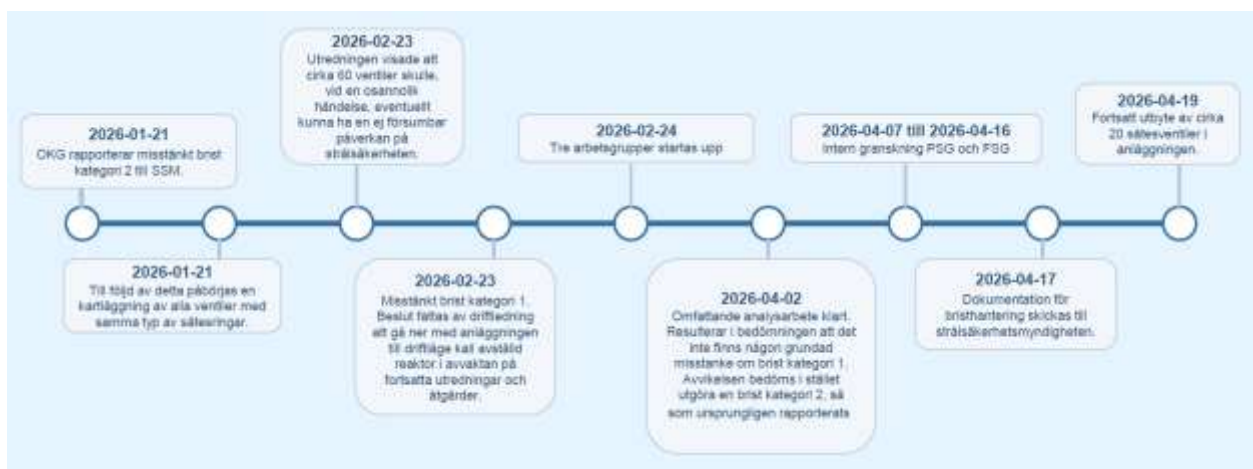 2026-01-21
OKG rapporterar misstänkt brist
kategori 2 till SSM.
2026-01-21
Till följd av detta påbörjas en
kartläggning av alla ventiler med
samma typ av sätesringar.
2026-02-23
Utredningen visade att
cirka 60 ventiler skulle,
vid en osannolik
händelse, eventuellt
kunna ha en ej försumbar
påverkan på
strålsäkerheten.
2026-02-23
Misstänkt brist kategori 1.
Beslut fattas av driftledning
att gå ner med anläggningen
till driftläge kall avställd
reaktor i avvaktan på
fortsatta utredningar och
åtgärder.
2026-02-24
Tre arbetsgrupper startas upp
2026-04-02
Omfattande analysarbete klart.
Resulterar i bedömningen att det
inte finns någon grundad
misstanke om brist kategori 1.
Avvikelsen bedöms i stället
utgöra en brist kategori 2, så
som ursprungligen rapporterats
2026-04-07 till 2026-04-16
Intern granskning PSG och FSG
2026-04-17
Dokumentation för
bristhantering skickas till
strålsäkerhetsmyndigheten.
2026-04-19
Fortsatt utbyte av cirka
20 sätesventiler i
anläggningen.